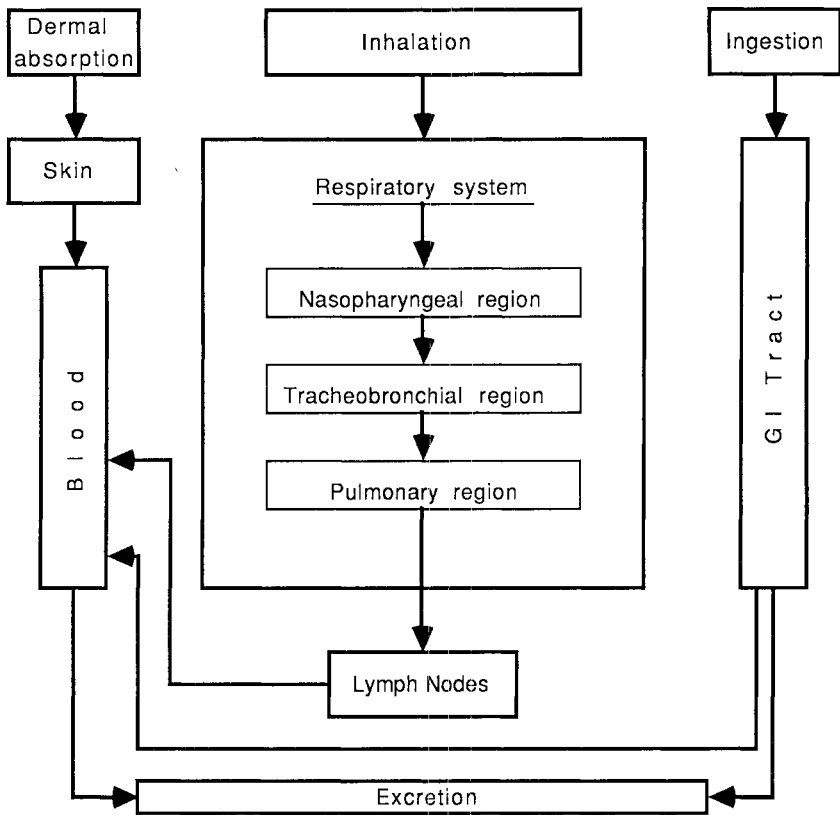 Dermal
absorption
Inhalation
Ingestion
Skin
Respiratory system
Nasopharyngeal region
Tracheobronchial region
Pulmonary region
Blood
GI Tract
Lymph Nodes
Excretion